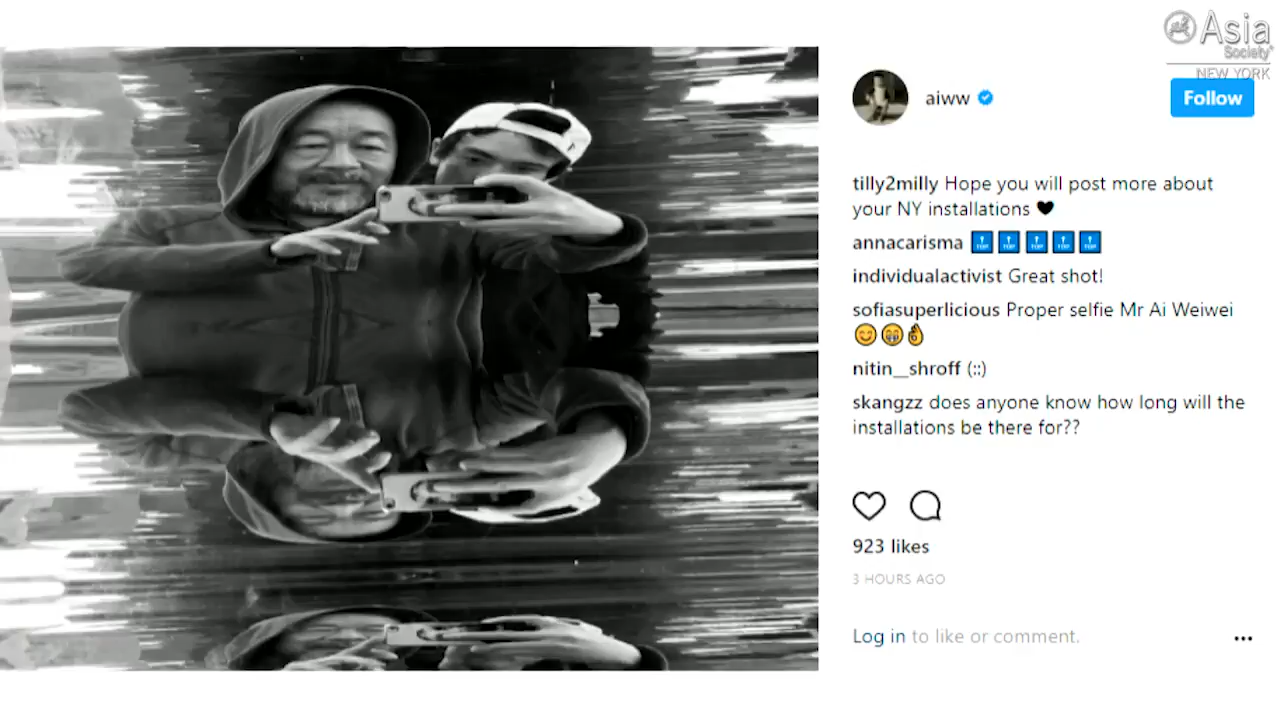 Asia
Society
NEW YORK
aiww
Follow
tilly2milly Hope you will post more about
your NY installations 🖤
annacarisma 🔝🔝🔝🔝🔝
individualactivist Great shot!
sofiasuperlicious Proper selfie Mr Ai Weiwei
😊😁👌
nitin__shroff (::)
skangzz does anyone know how long will the
installations be there for??
923 likes
3 HOURS AGO
Log in to like or comment.